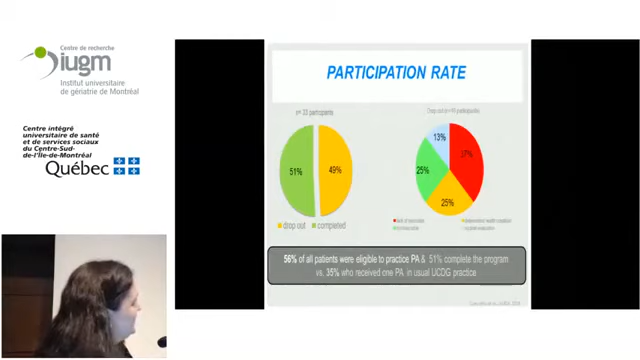 Centre de recherche
iugm
Institut universitaire
de gériatrie de Montréal
Centre intégré
universitaire de santé
et de services sociaux
du Centre-Sud-
de-l'Île-de-Montréal
Québec
PARTICIPATION RATE
n= 33 participants
51%
49%
drop out
completed
13%
37%
25%
25%
56% of all patients were eligible to practice PA & 51% complete the program
vs. 35% who received one PA in usual UCDG practice